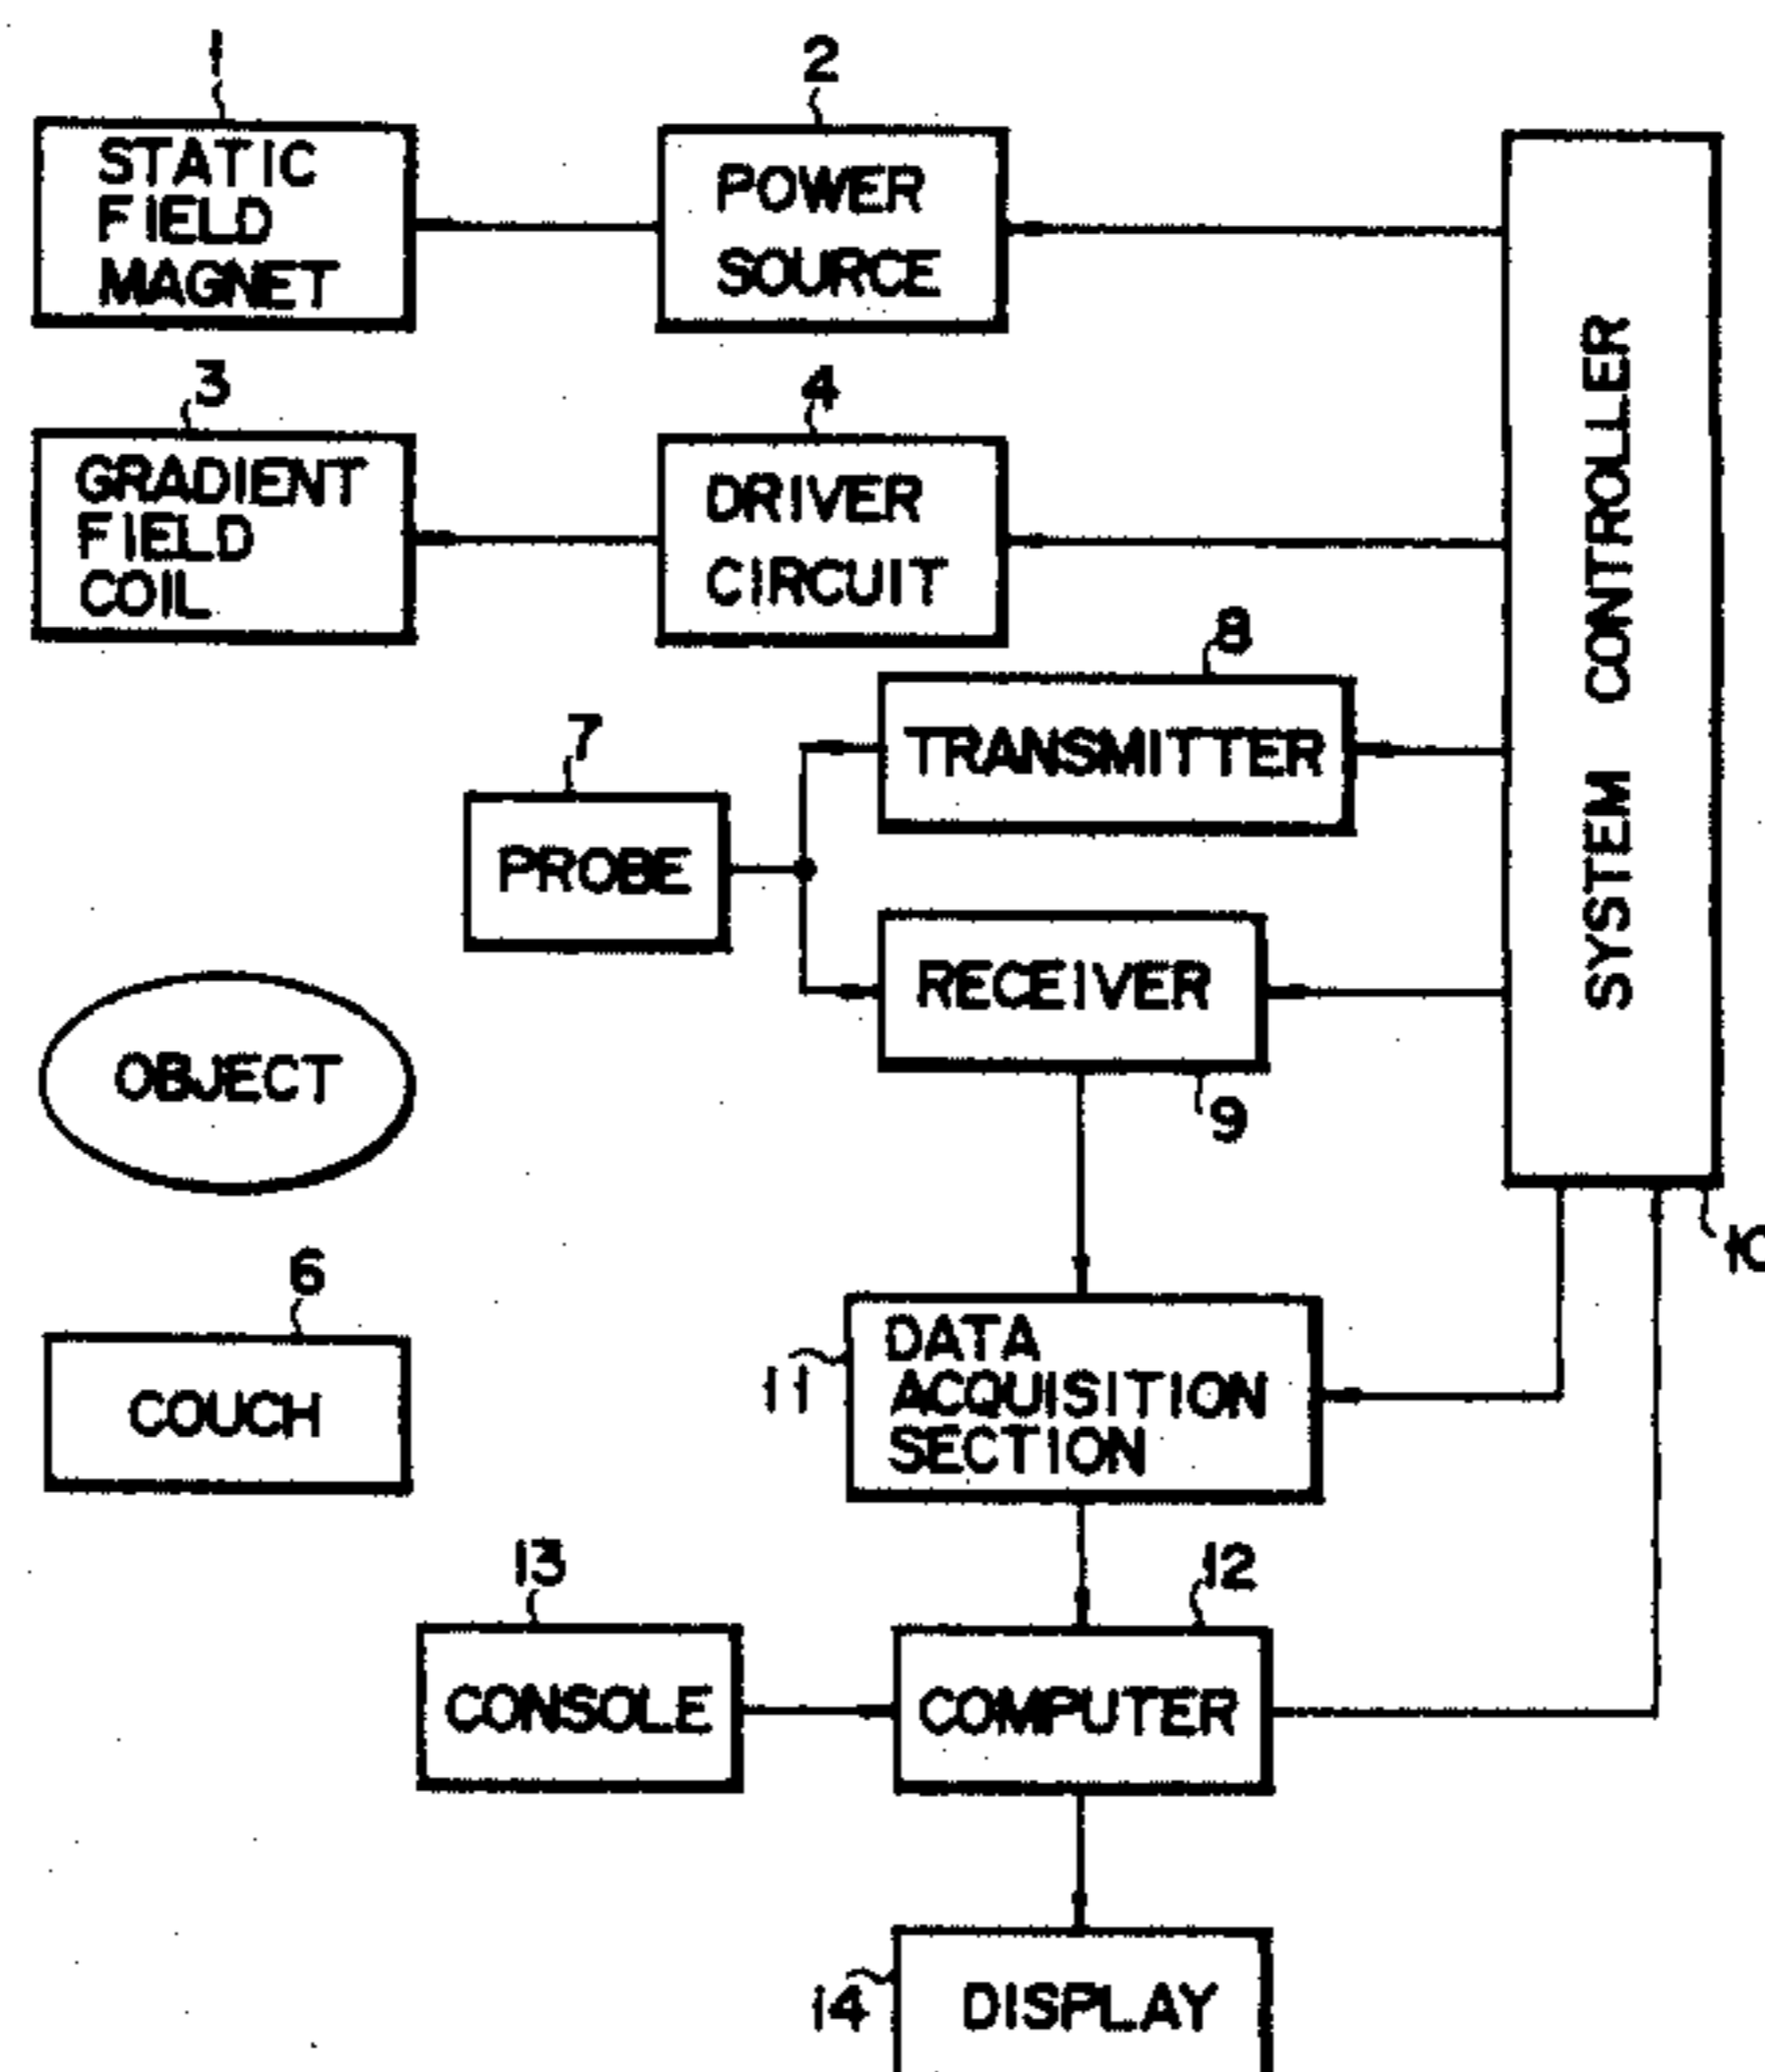 1
STATIC
FIELD
MAGNET
2
POWER
SOURCE
3
GRADIENT
FIELD
COIL
4
DRIVER
CIRCUIT
SYSTEM CONTROLLER
8
TRANSMITTER
7
PROBE
RECEIVER
9
OBJECT
10
6
COUCH
11
DATA
ACQUISITION
SECTION
13
CONSOLE
12
COMPUTER
14
DISPLAY